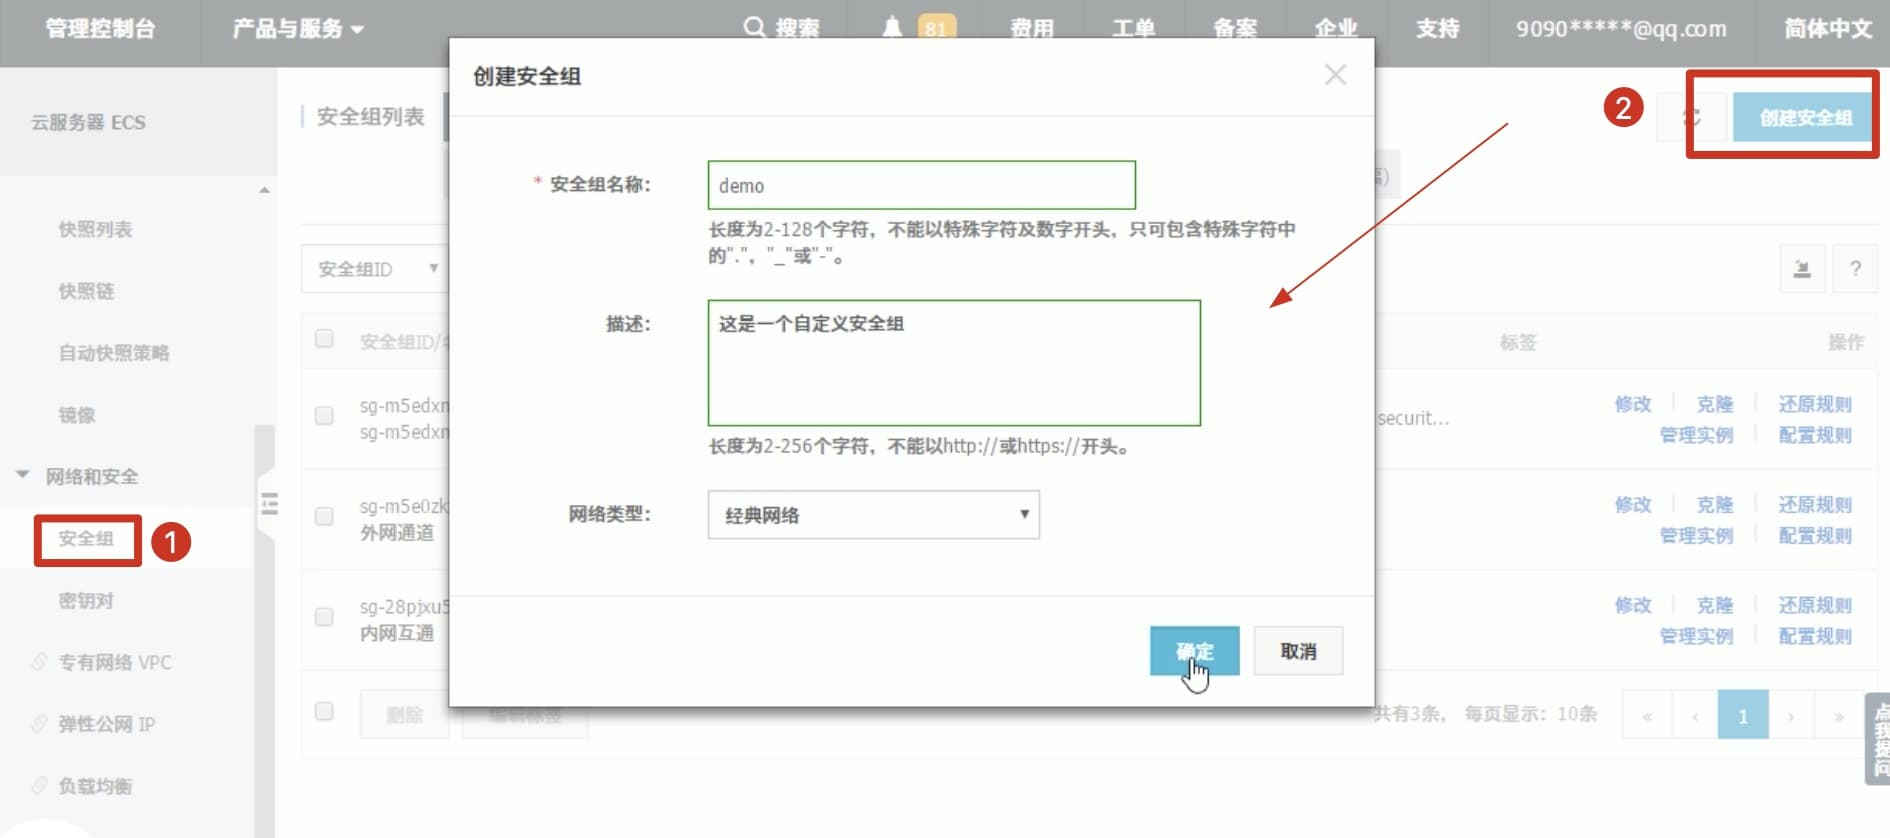 管理控制台
产品与服务
搜索
81
费用
工单
备案
企业
支持
9090*****@qq.com
简体中文
云服务器 ECS
快照列表
快照链
自动快照策略
镜像
网络和安全
安全组
1
密钥对
专有网络 VPC
弹性公网 IP
负载均衡
安全组列表
2
创建安全组
安全组ID
?
安全组ID/
标签
操作
sg-m5edxn
sg-m5edxn
securit...
修改
克隆
还原规则
管理实例
配置规则
sg-m5e0zk
外网通道
修改
克隆
还原规则
管理实例
配置规则
sg-28pjxu5
内网互通
修改
克隆
还原规则
管理实例
配置规则
删除
编辑标签
共有3条， 每页显示：10条
«
‹
1
›
»
点我提问
创建安全组
* 安全组名称：
demo
长度为2-128个字符，不能以特殊字符及数字开头，只可包含特殊字符中
的"."，"_"或"-"。
描述：
这是一个自定义安全组
长度为2-256个字符，不能以http://或https://开头。
网络类型：
经典网络
确定
取消